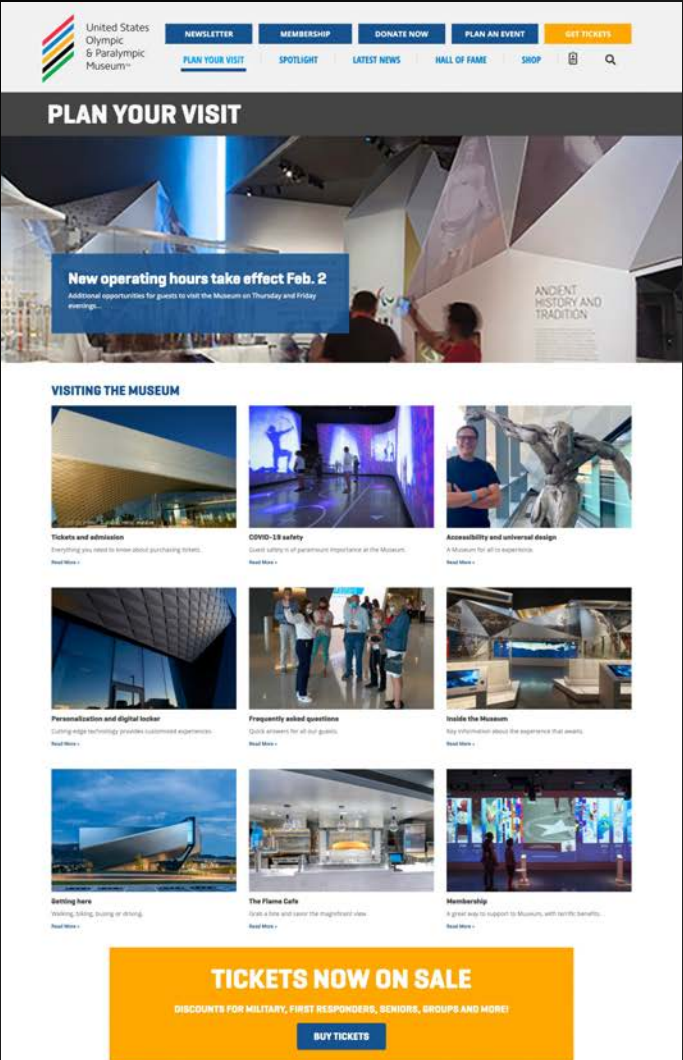 United States
Olympic
& Paralympic
Museum™
NEWSLETTER
MEMBERSHIP
DONATE NOW
PLAN AN EVENT
GET TICKETS
PLAN YOUR VISIT
SPOTLIGHT
LATEST NEWS
HALL OF FAME
SHOP
PLAN YOUR VISIT
New operating hours take effect Feb. 2
Additional opportunities for guests to visit the Museum on Thursday and Friday
evenings...
ANCIENT
HISTORY AND
TRADITION
VISITING THE MUSEUM
Tickets and admission
Everything you need to know about purchasing tickets.
Read More »
COVID-19 safety
Guest safety is of paramount importance at the Museum.
Read More »
Accessibility and universal design
A Museum for all to experience.
Read More »
Personalization and digital locker
Cutting-edge technology provides customized experiences.
Read More »
Frequently asked questions
Quick answers for all our guests.
Read More »
Inside the Museum
Key information about the experience that awaits.
Read More »
Getting here
Walking, biking, busing or driving.
Read More »
The Flame Cafe
Grab a bite and savor the magnificent view
Read More »
Membership
A great way to support to Museum, with terrific benefits.
Read More »
TICKETS NOW ON SALE
DISCOUNTS FOR MILITARY, FIRST RESPONDERS, SENIORS, GROUPS AND MORE!
BUY TICKETS